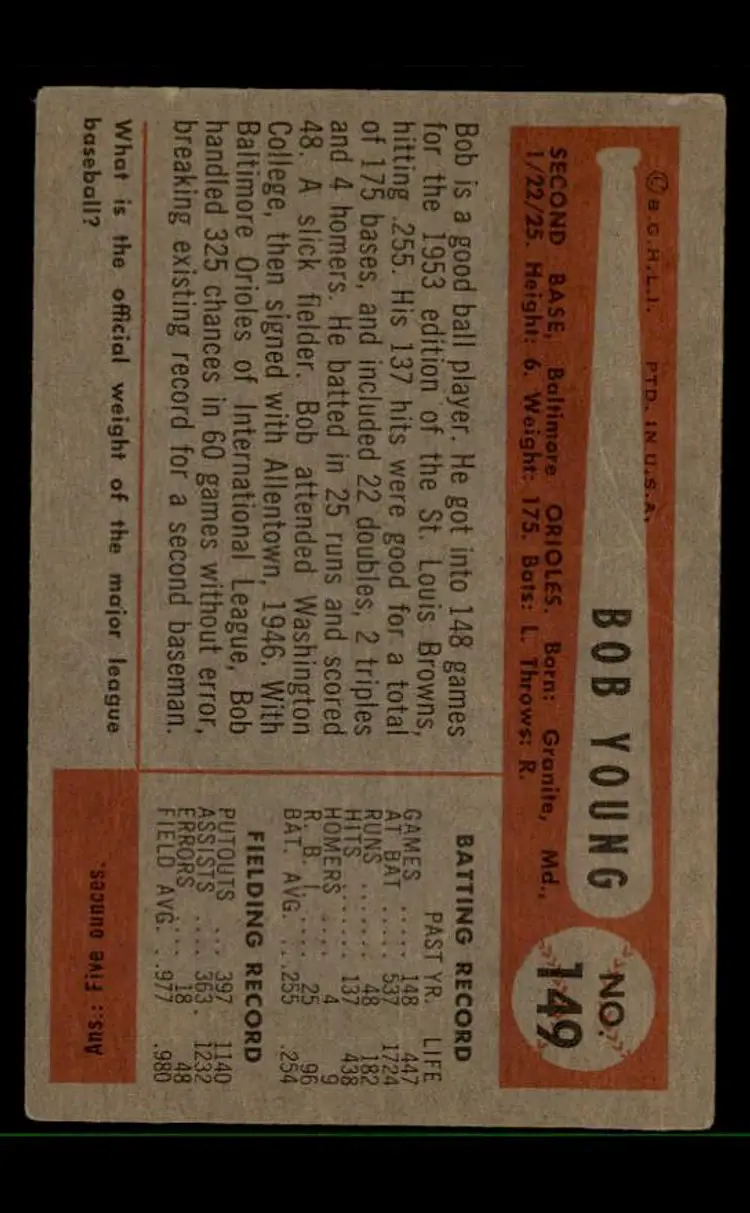 © B.G.H.L.I. PTD. IN U.S.A.
BOB YOUNG
NO.
149
SECOND BASE, Baltimore ORIOLES. Born: Granite, Md.,
1/22/25. Height: 6. Weight: 175. Bats: L. Throws: R.
Bob is a good ball player. He got into 148 games
for the 1953 edition of the St. Louis Browns,
hitting .255. His 137 hits were good for a total
of 175 bases, and included 22 doubles, 2 triples
and 4 homers. He batted in 25 runs and scored
48. A slick fielder. Bob attended Washington
College, then signed with Allentown, 1946. With
Baltimore Orioles of International League, Bob
handled 325 chances in 60 games without error,
breaking existing record for a second baseman.
BATTING RECORD
PAST YR. LIFE
GAMES ..... 148 447
AT BAT ..... 537 1724
RUNS ...... 48 182
HITS ...... 137 438
HOMERS .... 4 9
R. B. I. .... 25 96
BAT. AVG. ...255 .254
FIELDING RECORD
PUTOUTS ... 397 1140
ASSISTS .... 363. 1232
ERRORS .... 18 48
FIELD AVG. ..977 .980
What is the official weight of the major league
baseball?
Ans.: Five ounces.